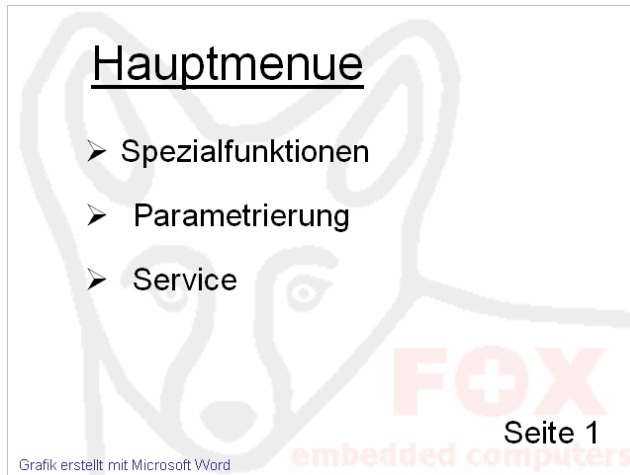 Hauptmenue
➢ Spezialfunktionen
➢ Parametrierung
➢ Service
FOX
Seite 1
embedded computers
Grafik erstellt mit Microsoft Word